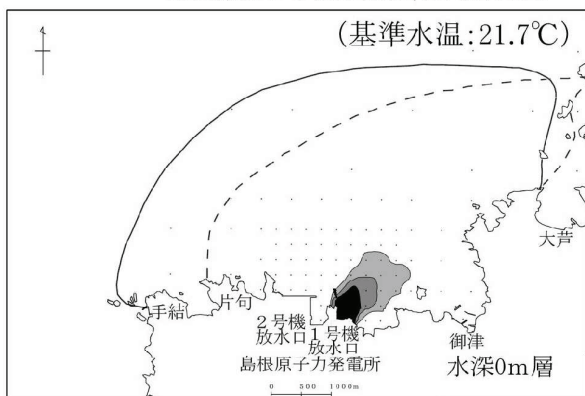 (基準水温:21.7℃)
大芦
手結
片句
2号機
放水口
1号機
放水口
御津
島根原子力発電所
水深0m層
0 500 1000m